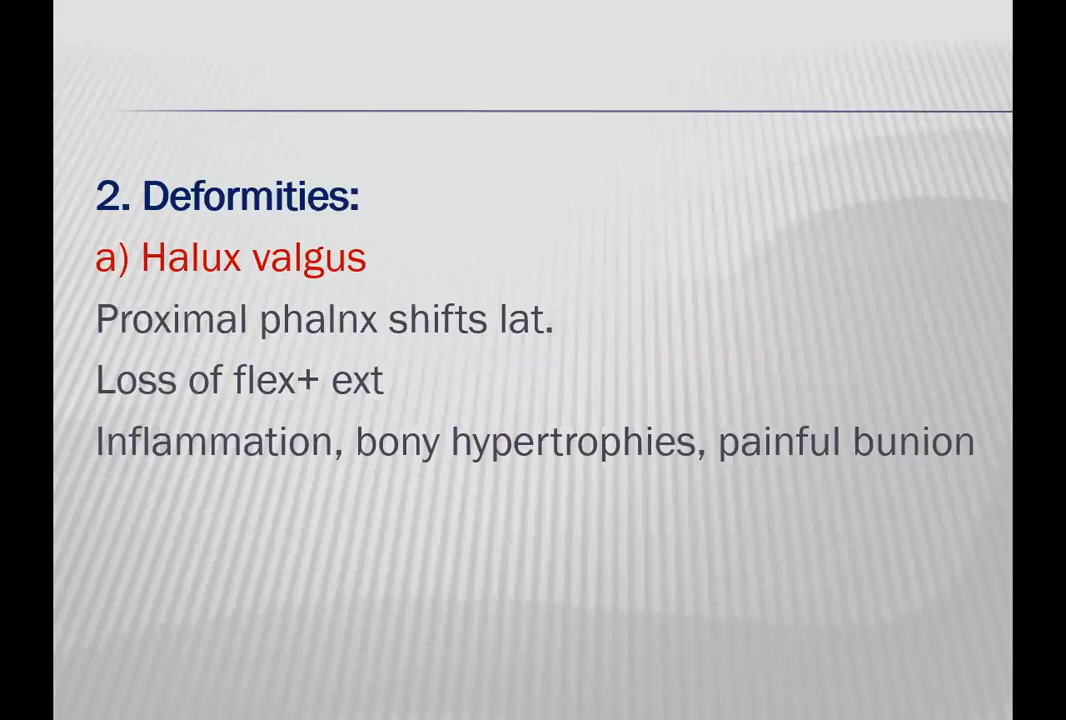 2. Deformities:
a) Halux valgus
Proximal phalnx shifts lat.
Loss of flex+ ext
Inflammation, bony hypertrophies, painful bunion